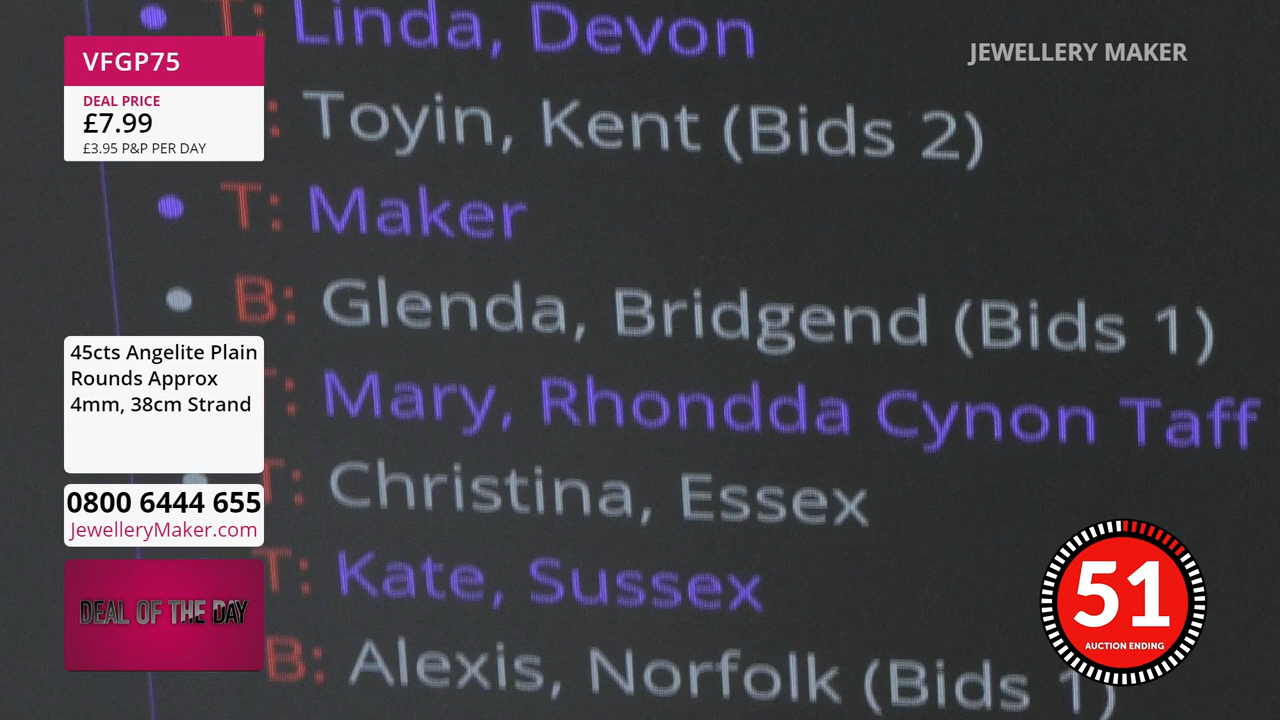 T: Linda, Devon
JEWELLERY MAKER
VFGP75
DEAL PRICE
£7.99
£3.95 P&P PER DAY
: Toyin, Kent (Bids 2)
T: Maker
B: Glenda, Bridgend (Bids 1)
45cts Angelite Plain
Rounds Approx
4mm, 38cm Strand
T: Mary, Rhondda Cynon Taff
T: Christina, Essex
0800 6444 655
JewelleryMaker.com
T: Kate, Sussex
DEAL OF THE DAY
B: Alexis, Norfolk (Bids 1)
51
AUCTION ENDING